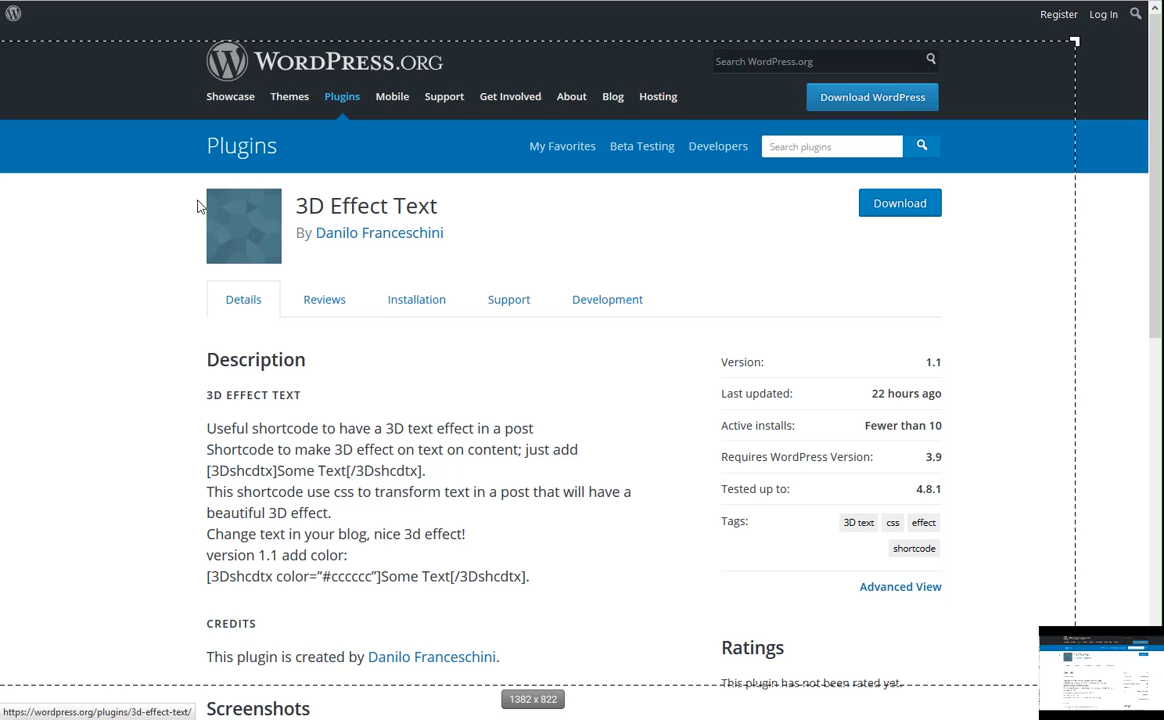 Register Log In
WORDPRESS.ORG
Search WordPress.org
Showcase Themes Plugins Mobile Support Get Involved About Blog Hosting
Download WordPress
Plugins
My Favorites Beta Testing Developers
Search plugins
3D Effect Text
By Danilo Franceschini
Download
Details Reviews Installation Support Development
Description
3D EFFECT TEXT
Useful shortcode to have a 3D text effect in a post
Shortcode to make 3D effect on text on content; just add
[3Dshcdtx]Some Text[/3Dshcdtx].
This shortcode use css to transform text in a post that will have a
beautiful 3D effect.
Change text in your blog, nice 3d effect!
version 1.1 add color:
[3Dshcdtx color=”#cccccc”]Some Text[/3Dshcdtx].
CREDITS
This plugin is created by Danilo Franceschini.
Screenshots
Version: 1.1
Last updated: 22 hours ago
Active installs: Fewer than 10
Requires WordPress Version: 3.9
Tested up to: 4.8.1
Tags: 3D text css effect
shortcode
Advanced View
Ratings
This plugin has not been rated yet.
1382 x 822
https://wordpress.org/plugins/3d-effect-text/